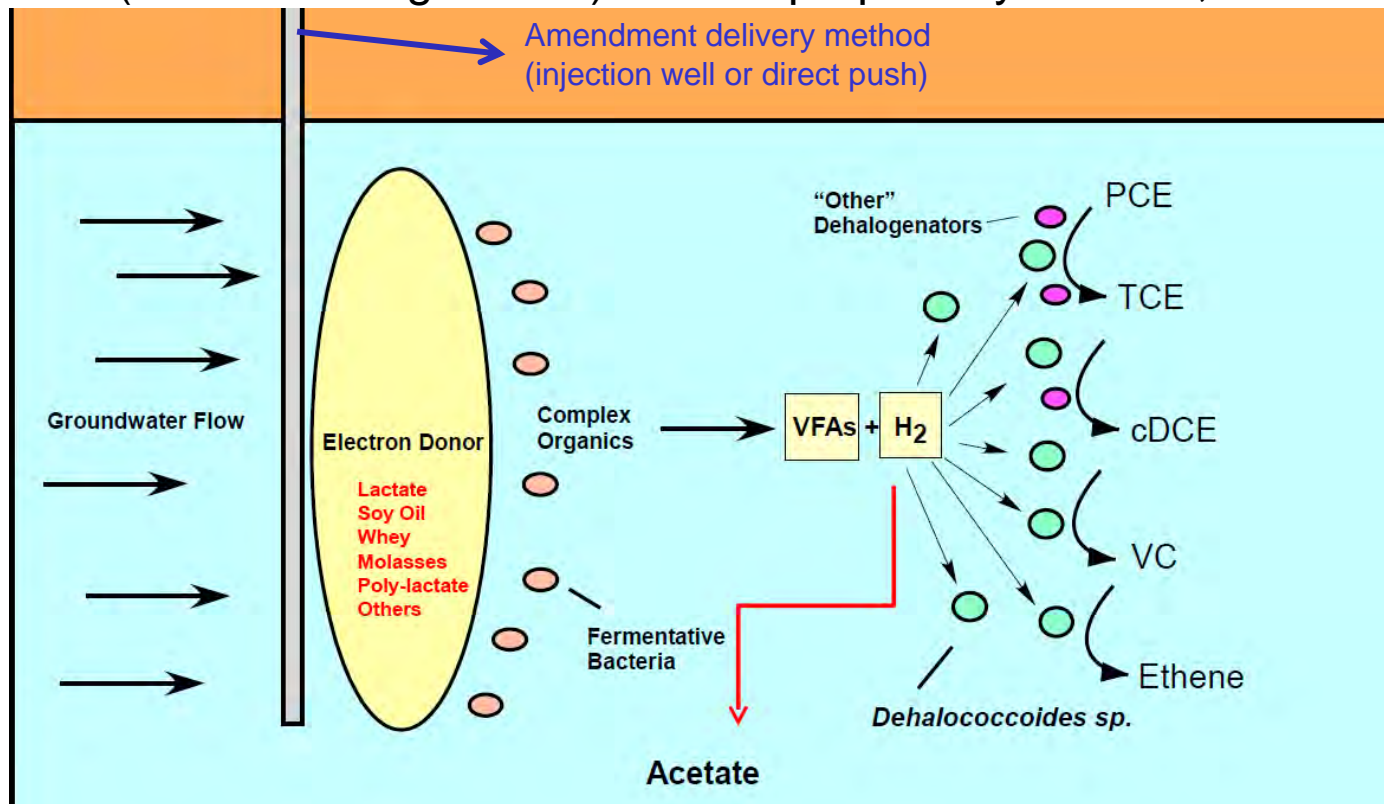 Amendment delivery method
(injection well or direct push)
"Other"
Dehalogenators
PCE
TCE
Groundwater Flow
Electron Donor
Lactate
Soy Oil
Whey
Molasses
Poly-lactate
Others
Complex
Organics
VFAs + H₂
cDCE
VC
Fermentative
Bacteria
Ethene
Dehalococcoides sp.
Acetate